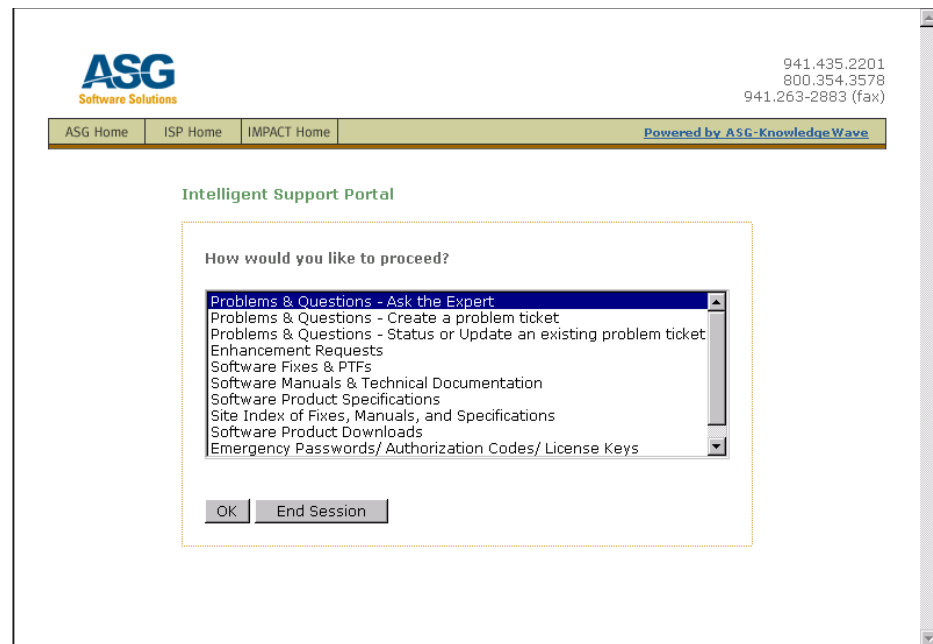 ASG
Software Solutions
941.435.2201
800.354.3578
941.263-2883 (fax)
ASG Home ISP Home IMPACT Home Powered by ASG-KnowledgeWave
Intelligent Support Portal
How would you like to proceed?
Problems & Questions - Ask the Expert
Problems & Questions - Create a problem ticket
Problems & Questions - Status or Update an existing problem ticket
Enhancement Requests
Software Fixes & PTFs
Software Manuals & Technical Documentation
Software Product Specifications
Site Index of Fixes, Manuals, and Specifications
Software Product Downloads
Emergency Passwords/ Authorization Codes/ License Keys
OK End Session